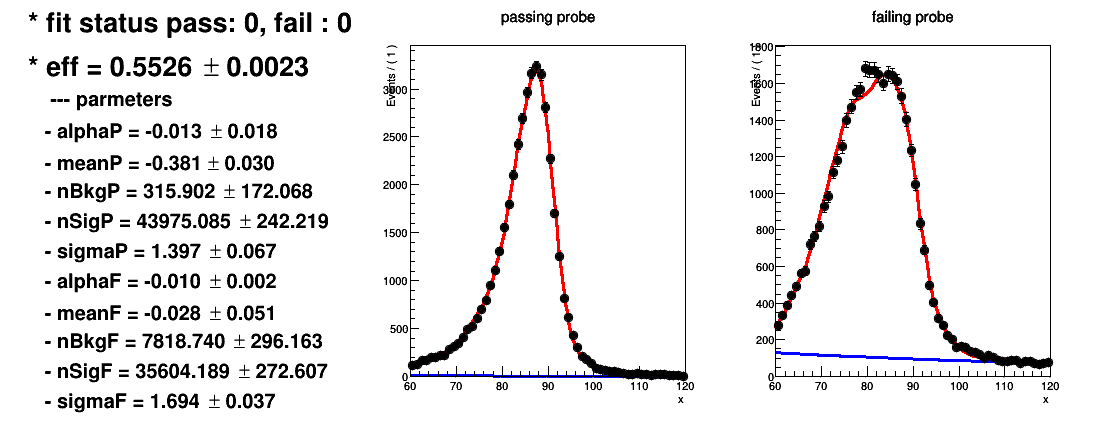 * fit status pass: 0, fail : 0
* eff = 0.5526 ± 0.0023
--- parmeters
- alphaP = -0.013 ± 0.018
- meanP = -0.381 ± 0.030
- nBkgP = 315.902 ± 172.068
- nSigP = 43975.085 ± 242.219
- sigmaP = 1.397 ± 0.067
- alphaF = -0.010 ± 0.002
- meanF = -0.028 ± 0.051
- nBkgF = 7818.740 ± 296.163
- nSigF = 35604.189 ± 272.607
- sigmaF = 1.694 ± 0.037
passing probe
Events / ( 1 )
3000
2500
2000
1500
1000
500
0
60 70 80 90 100 110 120
x
failing probe
Events / ( 1 )
1800
1600
1400
1200
1000
800
600
400
200
0
60 70 80 90 100 110 120
x